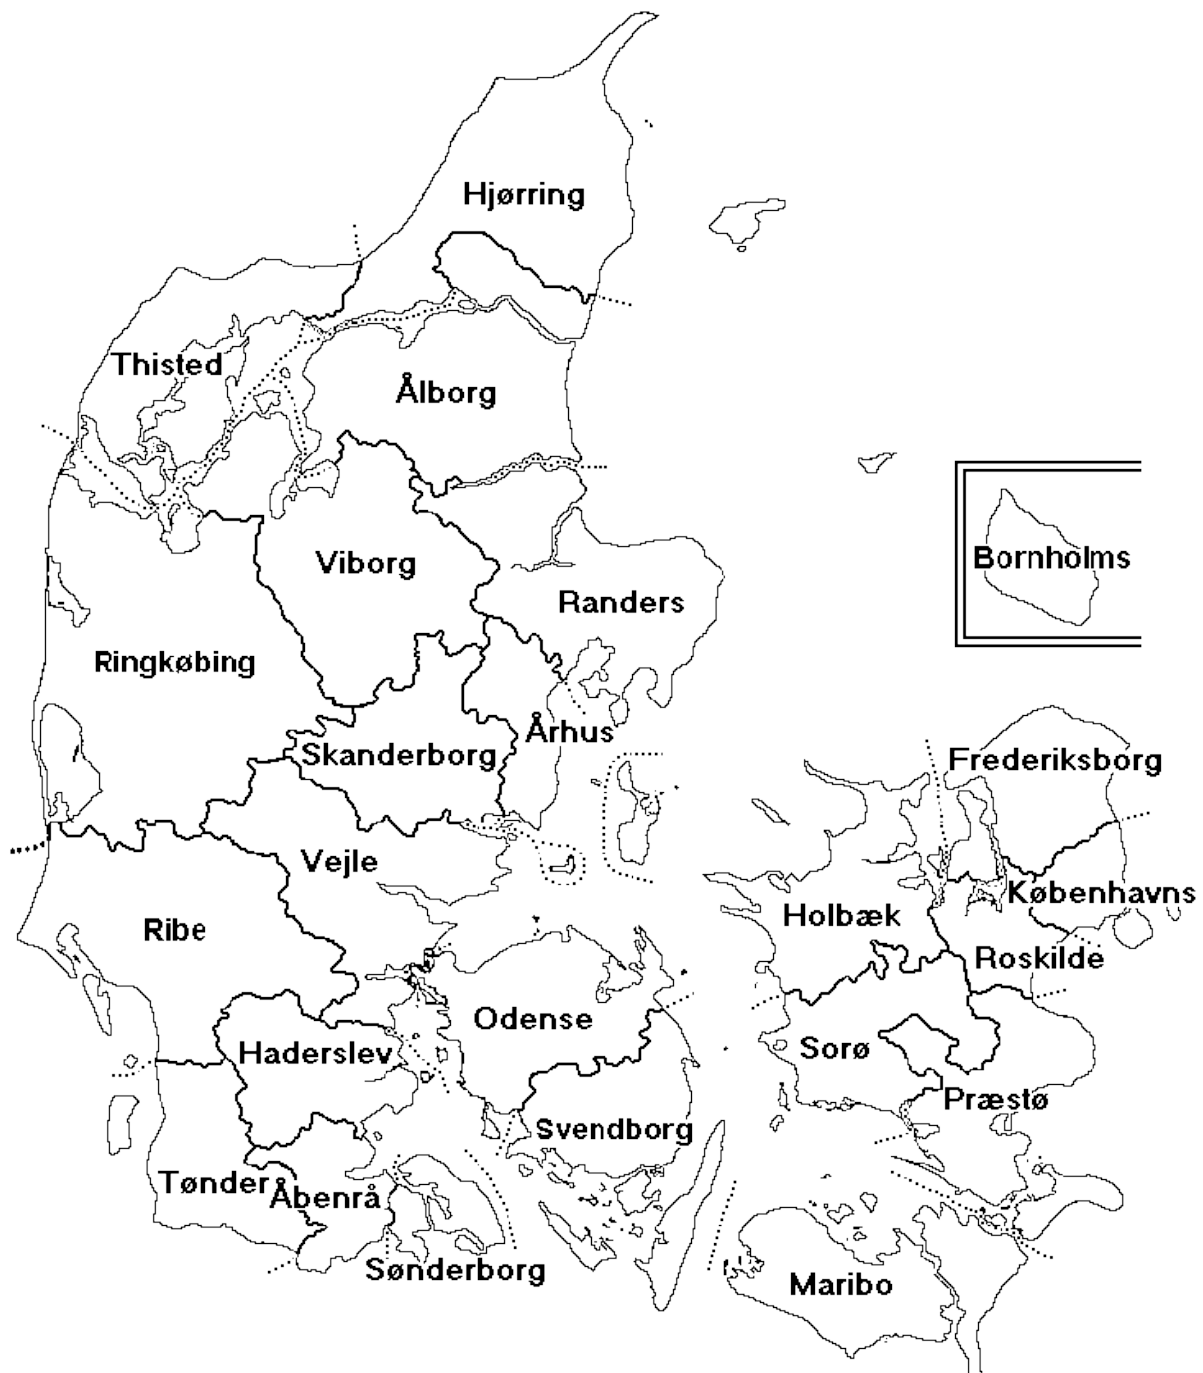 Hjørring
Thisted
Ålborg
Viborg
Bornholms
Randers
Ringkøbing
Århus
Skanderborg
Frederiksborg
Vejle
Københavns
Holbæk
Ribe
Roskilde
Odense
Sorø
Haderslev
Præstø
Svendborg
Tønder
Åbenrå
Sønderborg
Maribo